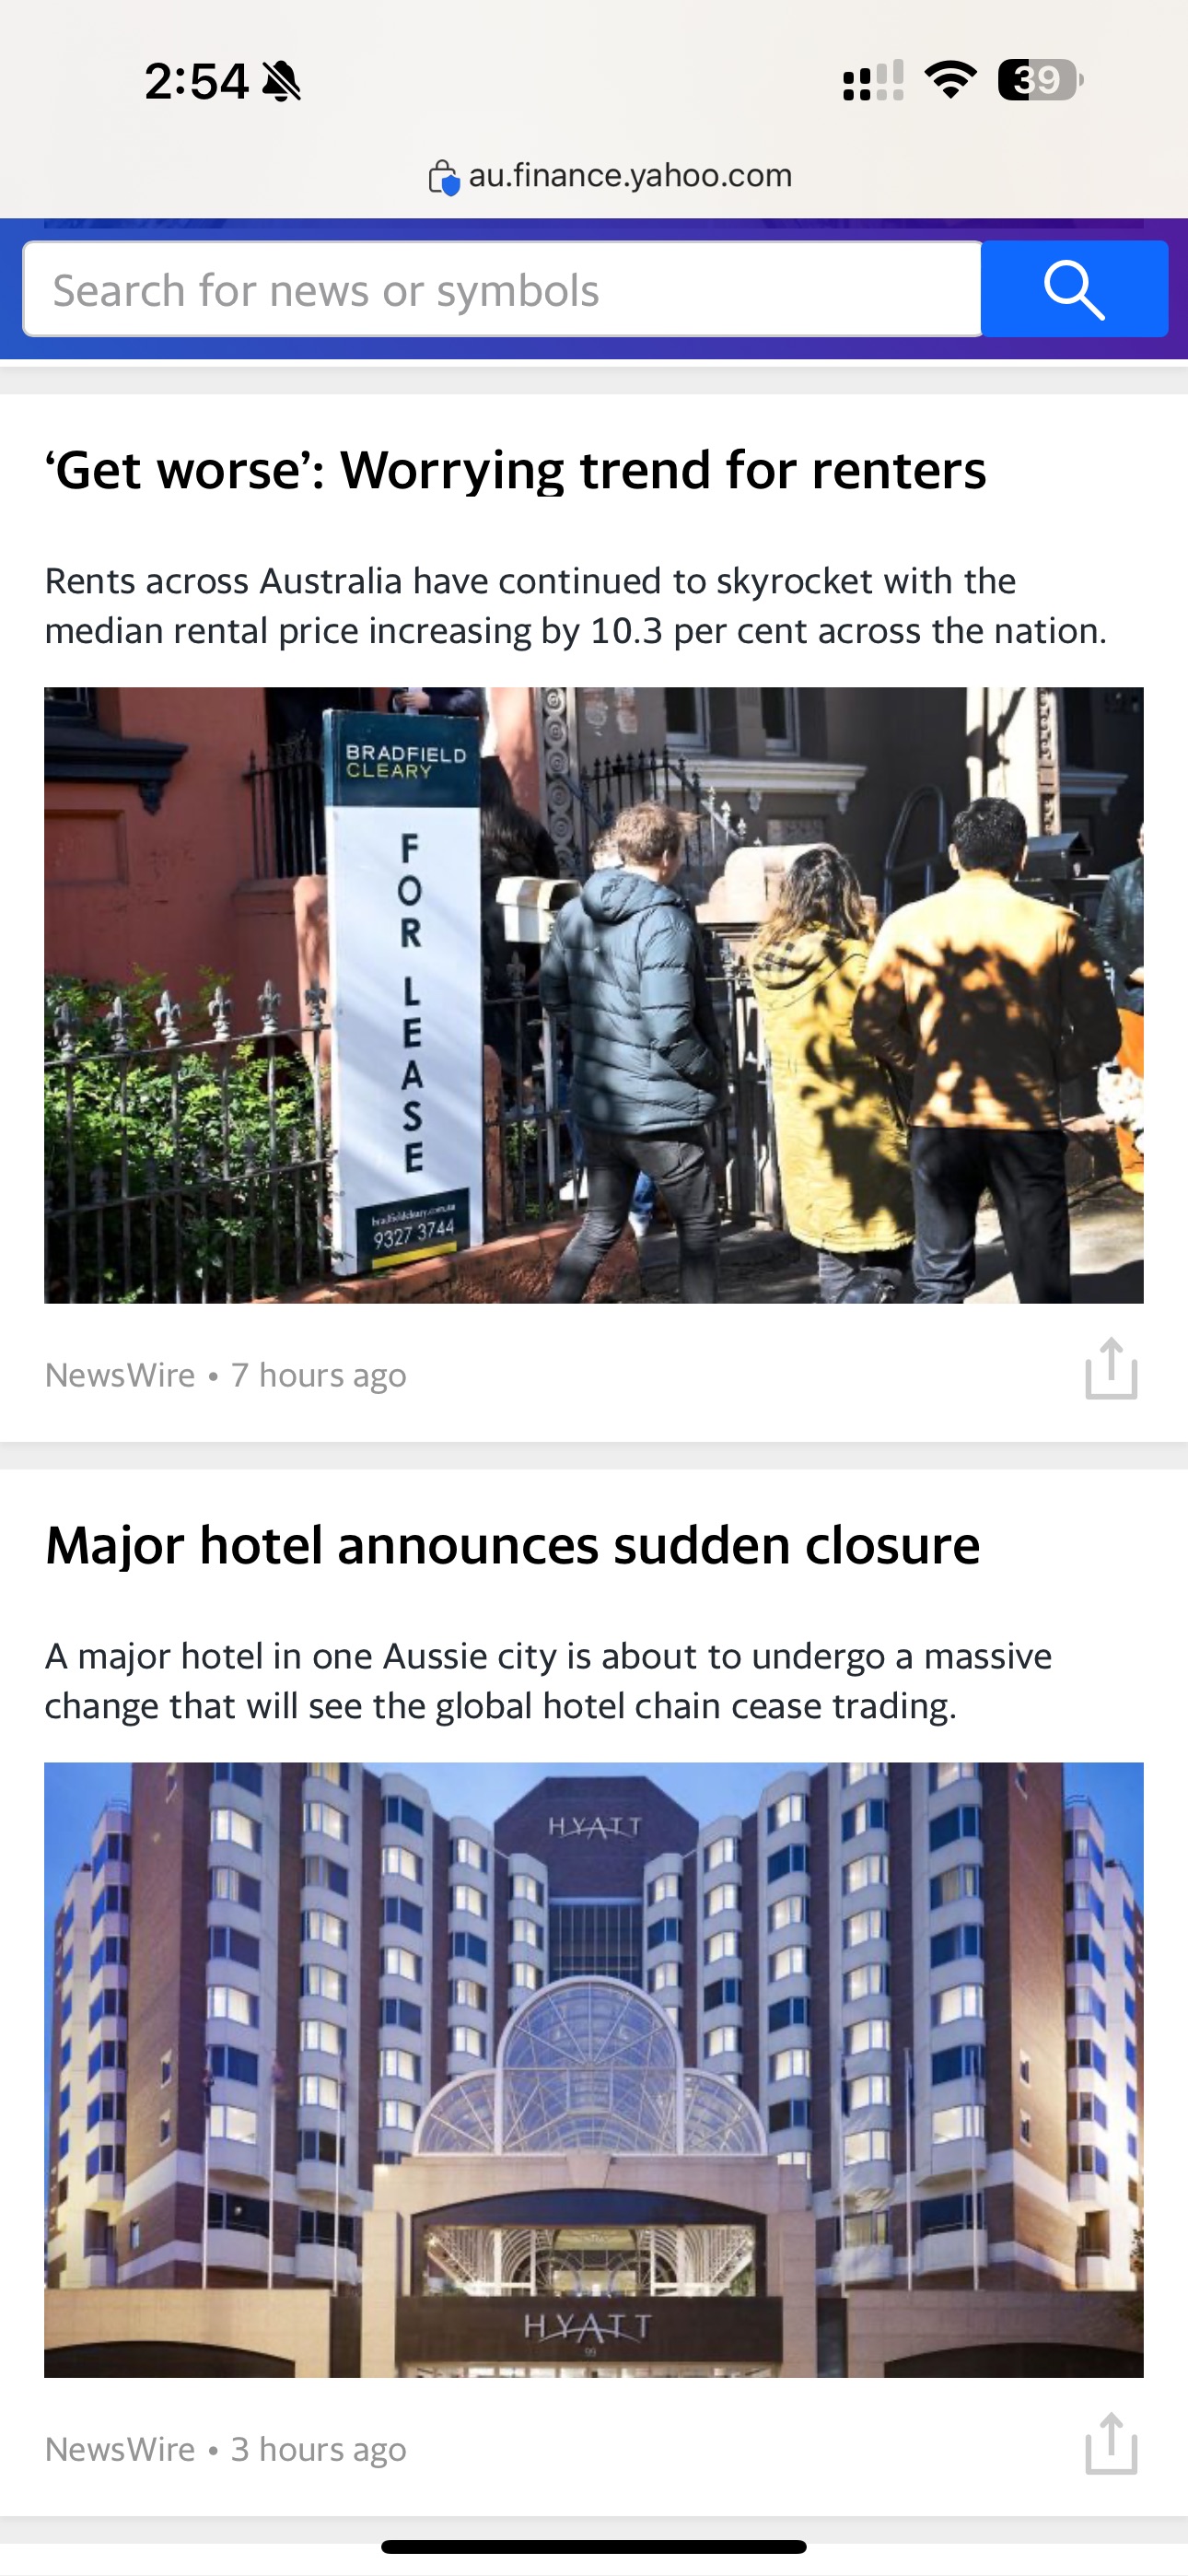 2:54
39
au.finance.yahoo.com
Search for news or symbols
‘Get worse’: Worrying trend for renters
Rents across Australia have continued to skyrocket with the
median rental price increasing by 10.3 per cent across the nation.
BRADFIELD
CLEARY
FOR LEASE
bradfieldcleary.com.au
9327 3744
NewsWire • 7 hours ago
Major hotel announces sudden closure
A major hotel in one Aussie city is about to undergo a massive
change that will see the global hotel chain cease trading.
HYATT
HYATT
99
NewsWire • 3 hours ago